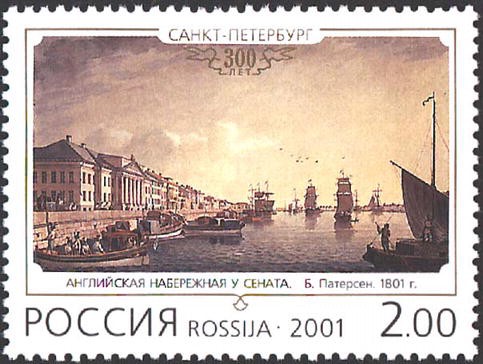 САНКТ-ПЕТЕРБУРГ
300
ЛЕТ
АНГЛИЙСКАЯ НАБЕРЕЖНАЯ У СЕНАТА. Б. Патерсен. 1801 г.
РОССИЯ ROSSIJA · 2001 2.00